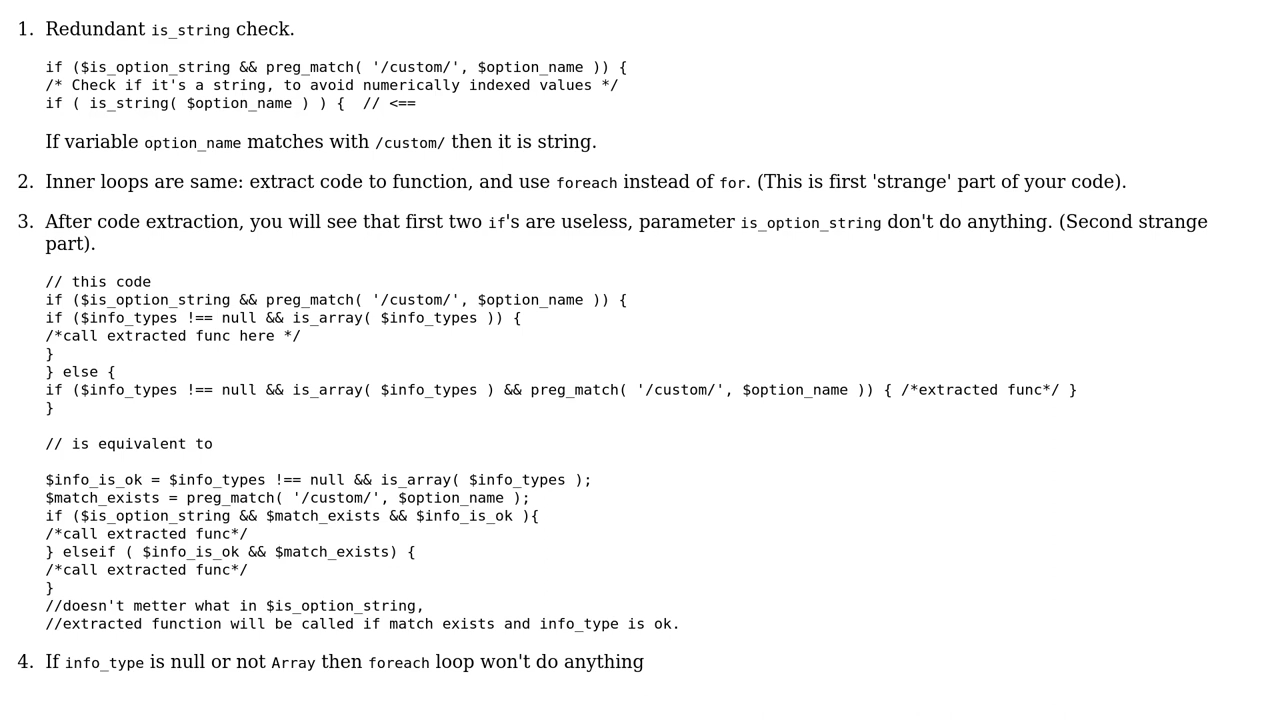 1. Redundant is_string check.
if ($is_option_string && preg_match( '/custom/', $option_name )) {
/* Check if it's a string, to avoid numerically indexed values */
if ( is_string( $option_name ) ) {  // <==
If variable option_name matches with /custom/ then it is string.
2. Inner loops are same: extract code to function, and use foreach instead of for. (This is first 'strange' part of your code).
3. After code extraction, you will see that first two if's are useless, parameter is_option_string don't do anything. (Second strange
part).
// this code
if ($is_option_string && preg_match( '/custom/', $option_name )) {
if ($info_types !== null && is_array( $info_types )) {
/*call extracted func here */
}
} else {
if ($info_types !== null && is_array( $info_types ) && preg_match( '/custom/', $option_name )) { /*extracted func*/ }
}
// is equivalent to
$info_is_ok = $info_types !== null && is_array( $info_types );
$match_exists = preg_match( '/custom/', $option_name );
if ($is_option_string && $match_exists && $info_is_ok ){
/*call extracted func*/
} elseif ( $info_is_ok && $match_exists) {
/*call extracted func*/
}
//doesn't metter what in $is_option_string,
//extracted function will be called if match exists and info_type is ok.
4. If info_type is null or not Array then foreach loop won't do anything